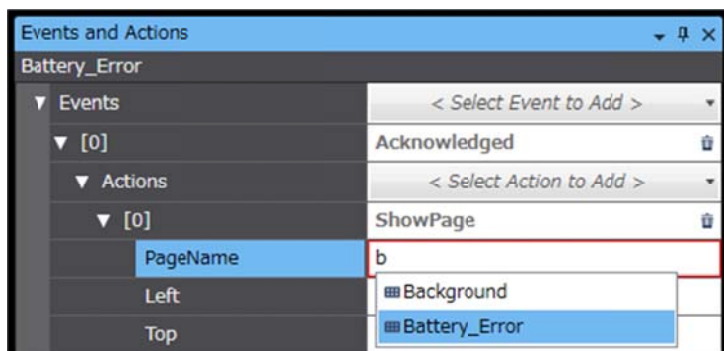 Events and Actions
Battery_Error
Events < Select Event to Add >
[0] Acknowledged
Actions < Select Action to Add >
[0] ShowPage
PageName b
Left Background
Top Battery_Error